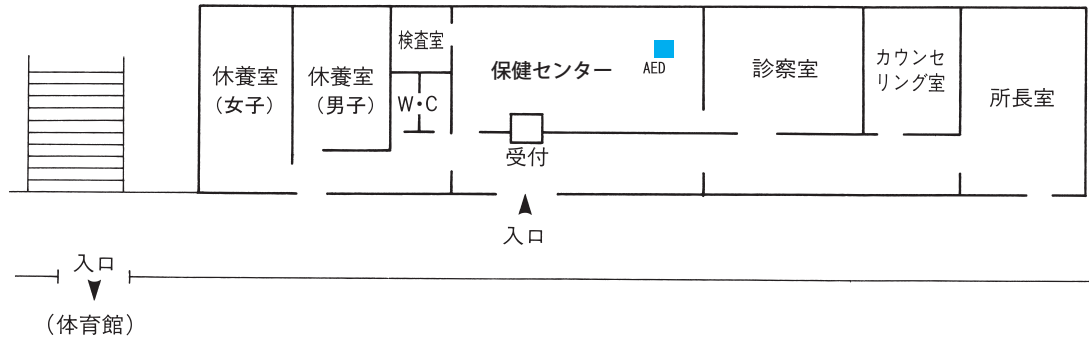 休養室
（女子）
休養室
（男子）
検査室
W・C
保健センター
AED
診察室
カウンセ
リング室
所長室
受付
入口
入口
（体育館）